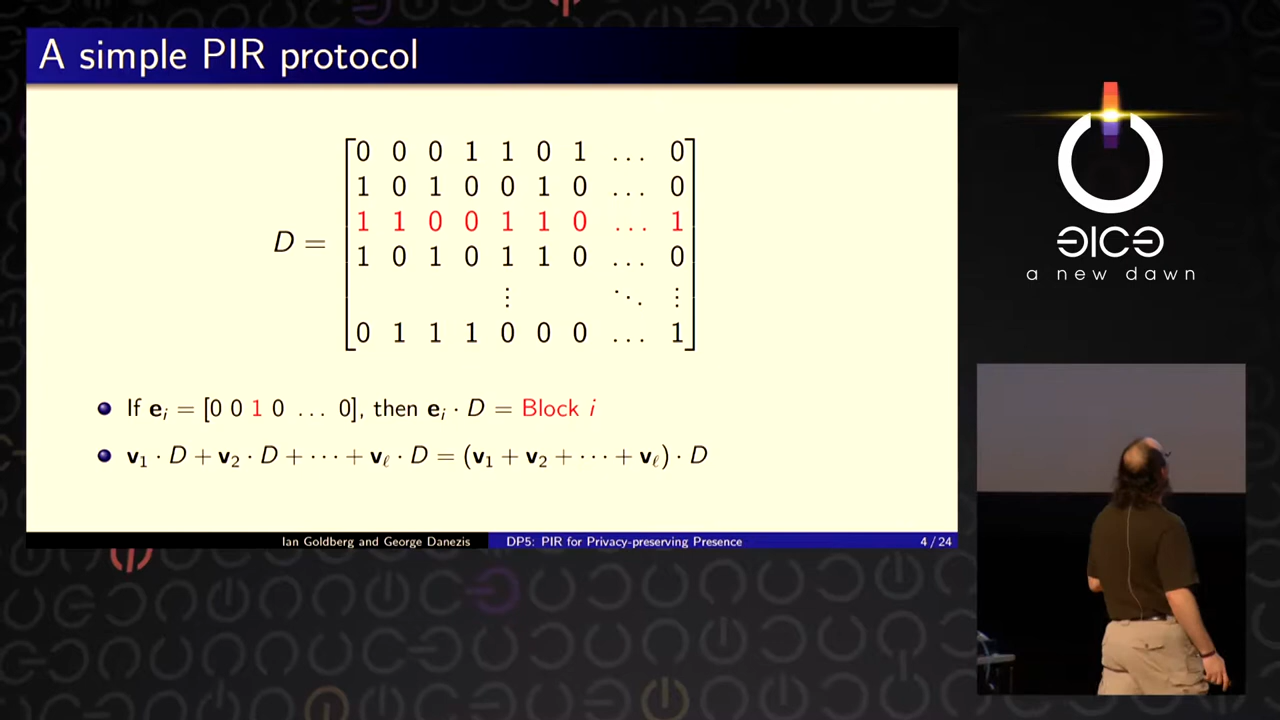 A simple PIR protocol
D =
0 0 0 1 1 0 1 ... 0
1 0 1 0 0 1 0 ... 0
1 1 0 0 1 1 0 ... 1
1 0 1 0 1 1 0 ... 0
⋮ ⋱ ⋮
0 1 1 1 0 0 0 ... 1
If eᵢ = [0 0 1 0 ... 0], then eᵢ · D = Block i
v₁ · D + v₂ · D + ··· + vℓ · D = (v₁ + v₂ + ··· + vℓ) · D
Ian Goldberg and George Danezis DP5: PIR for Privacy-preserving Presence 4 / 24
ƎICƎ
a new dawn